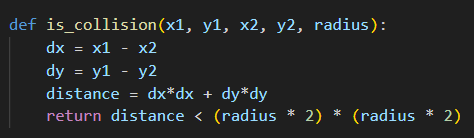 def is_collision(x1, y1, x2, y2, radius):
    dx = x1 - x2
    dy = y1 - y2
    distance = dx*dx + dy*dy
    return distance < (radius * 2) * (radius * 2)